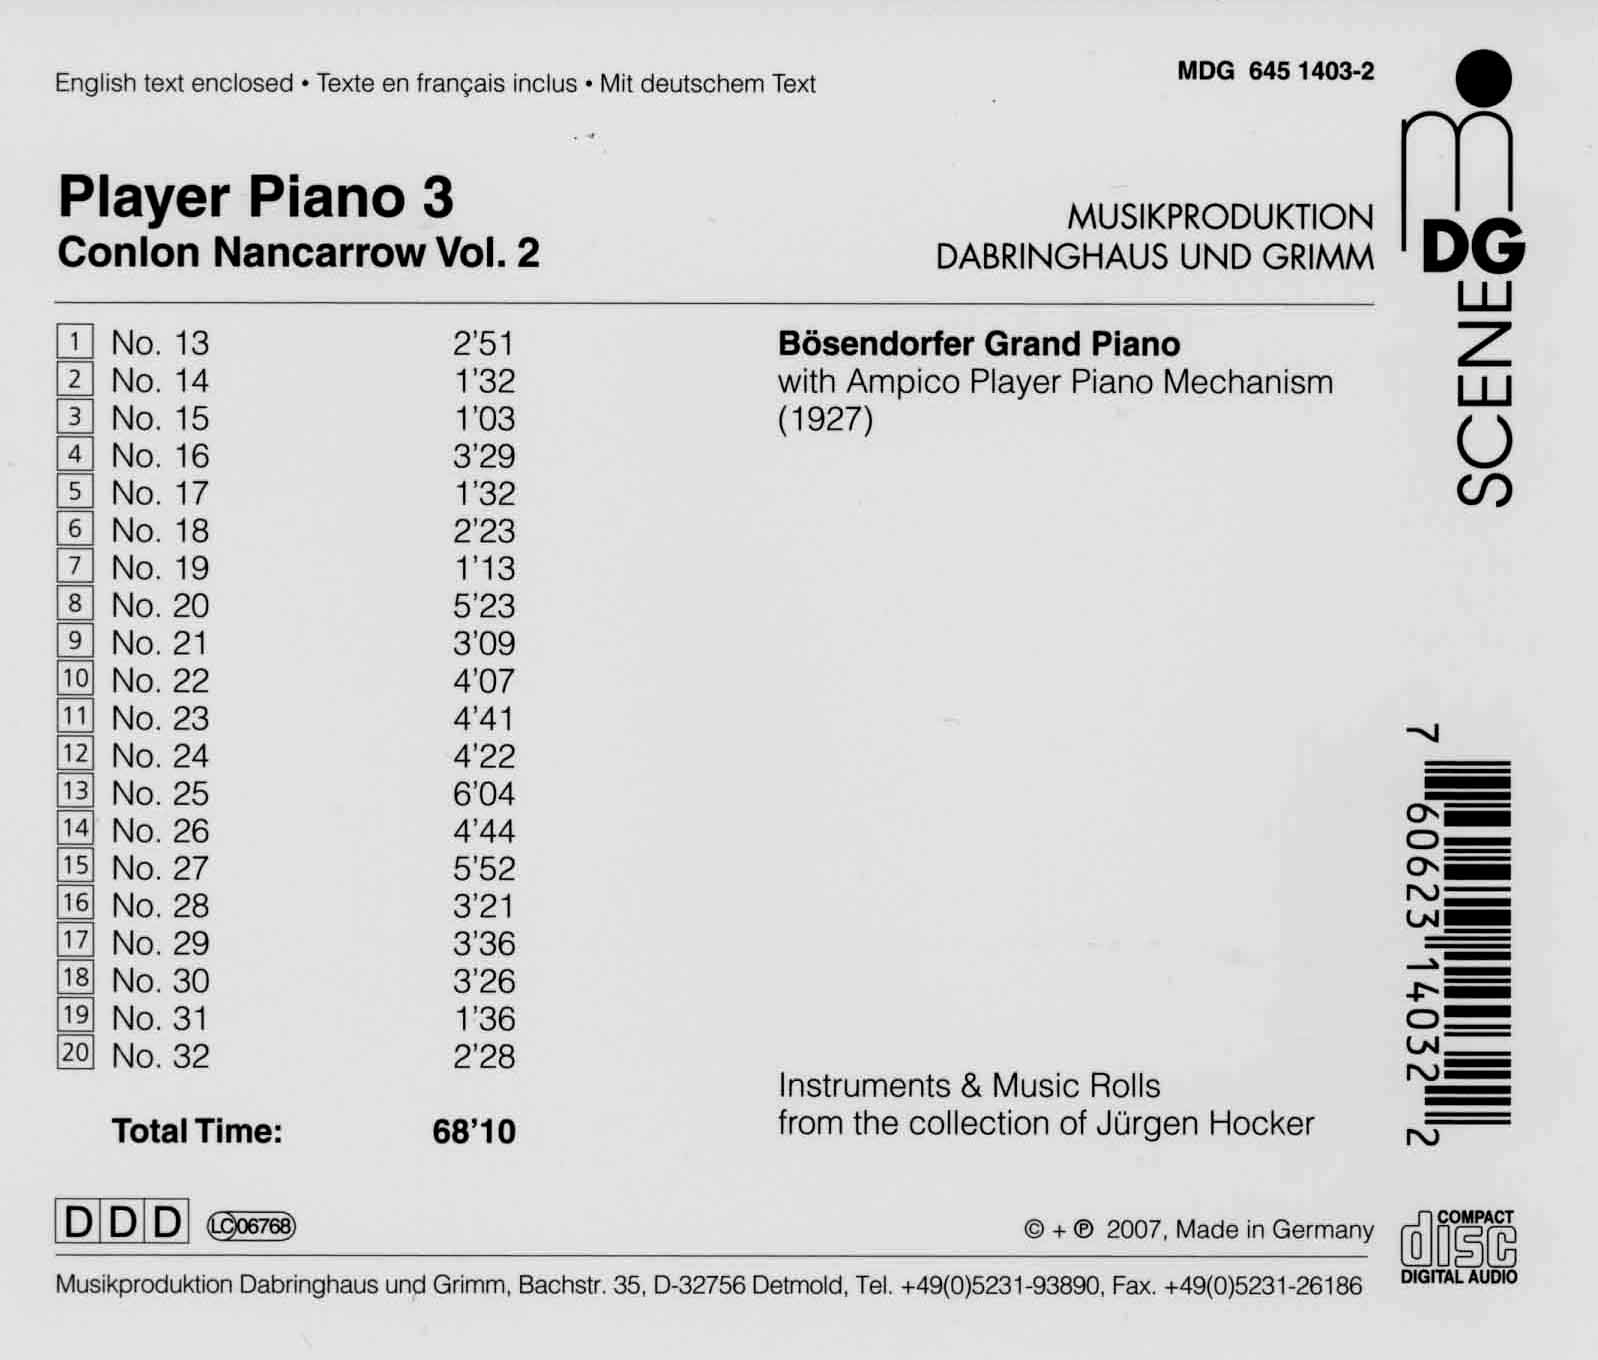 English text enclosed • Texte en français inclus • Mit deutschem Text
MDG 645 1403-2
Player Piano 3
Conlon Nancarrow Vol. 2
MUSIKPRODUKTION
DABRINGHAUS UND GRIMM
m
DG
SCENE
1 No. 13 2'51
2 No. 14 1'32
3 No. 15 1'03
4 No. 16 3'29
5 No. 17 1'32
6 No. 18 2'23
7 No. 19 1'13
8 No. 20 5'23
9 No. 21 3'09
10 No. 22 4'07
11 No. 23 4'41
12 No. 24 4'22
13 No. 25 6'04
14 No. 26 4'44
15 No. 27 5'52
16 No. 28 3'21
17 No. 29 3'36
18 No. 30 3'26
19 No. 31 1'36
20 No. 32 2'28
Total Time: 68'10
Bösendorfer Grand Piano
with Ampico Player Piano Mechanism
(1927)
Instruments & Music Rolls
from the collection of Jürgen Hocker
7 60623 14032 2
DDD LC 06768
© + ℗ 2007, Made in Germany
COMPACT
disc
DIGITAL AUDIO
Musikproduktion Dabringhaus und Grimm, Bachstr. 35, D-32756 Detmold, Tel. +49(0)5231-93890, Fax. +49(0)5231-26186